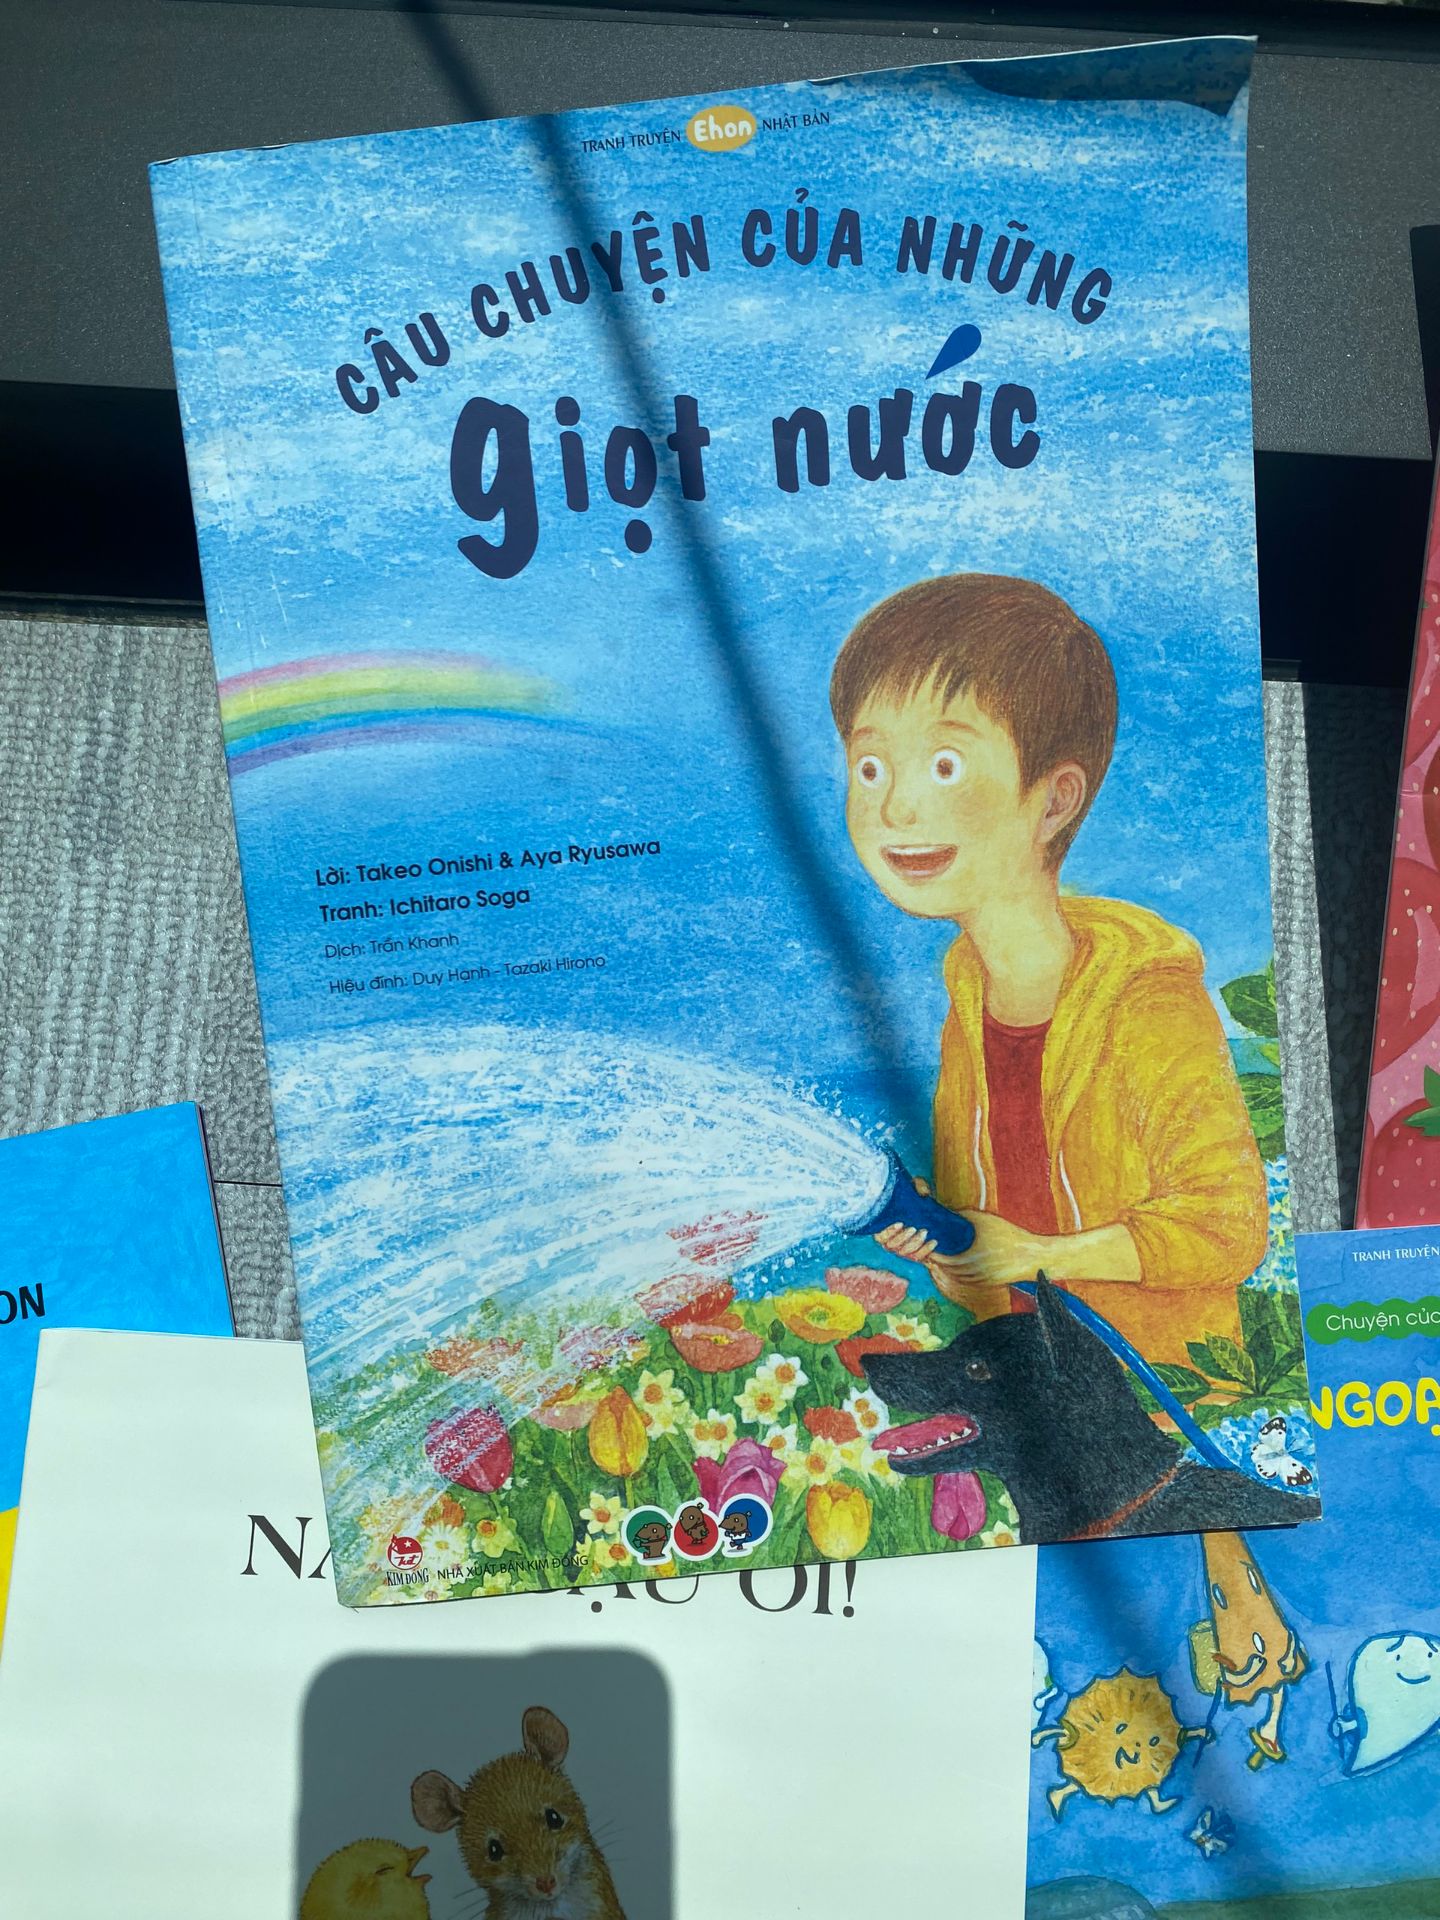 TRANH TRUYỆN Ehon NHẬT BẢN
CÂU CHUYỆN CỦA NHỮNG
giọt nước
Lời: Takeo Onishi & Aya Ryusawa
Tranh: Ichitaro Soga
Dịch: Trần Khanh
Hiệu đính: Duy Hạnh - Tazaki Hirono
KIM ĐỒNG NHÀ XUẤT BẢN KIM ĐỒNG
ON
ƠI!
TRANH TRUYỆN
Chuyện của
NGOẠ